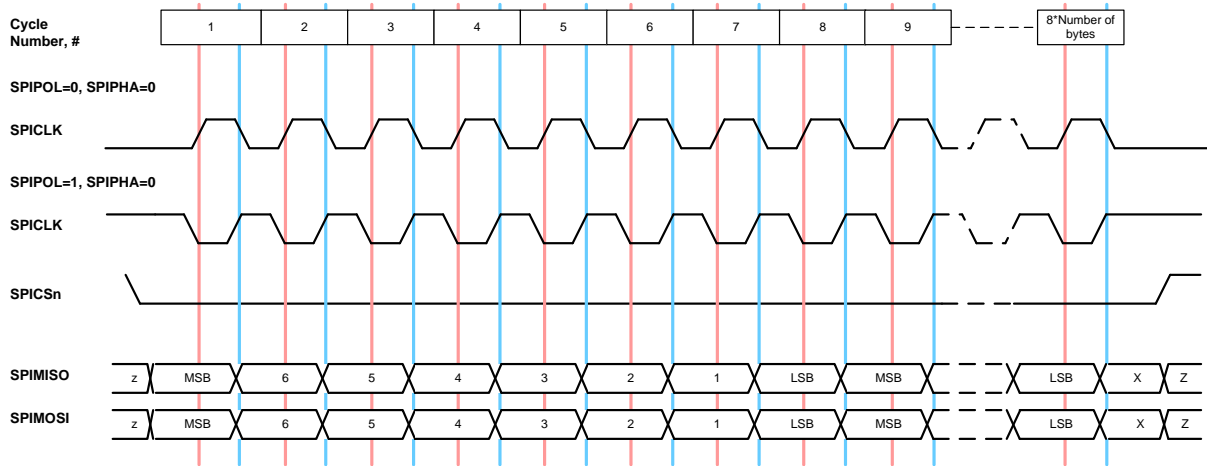 Cycle
Number, #
1 2 3 4 5 6 7 8 9
8*Number of
bytes
SPIPOL=0, SPIPHA=0
SPICLK
SPIPOL=1, SPIPHA=0
SPICLK
SPICSn
SPIMISO z MSB 6 5 4 3 2 1 LSB MSB LSB X Z
SPIMOSI z MSB 6 5 4 3 2 1 LSB MSB LSB X Z